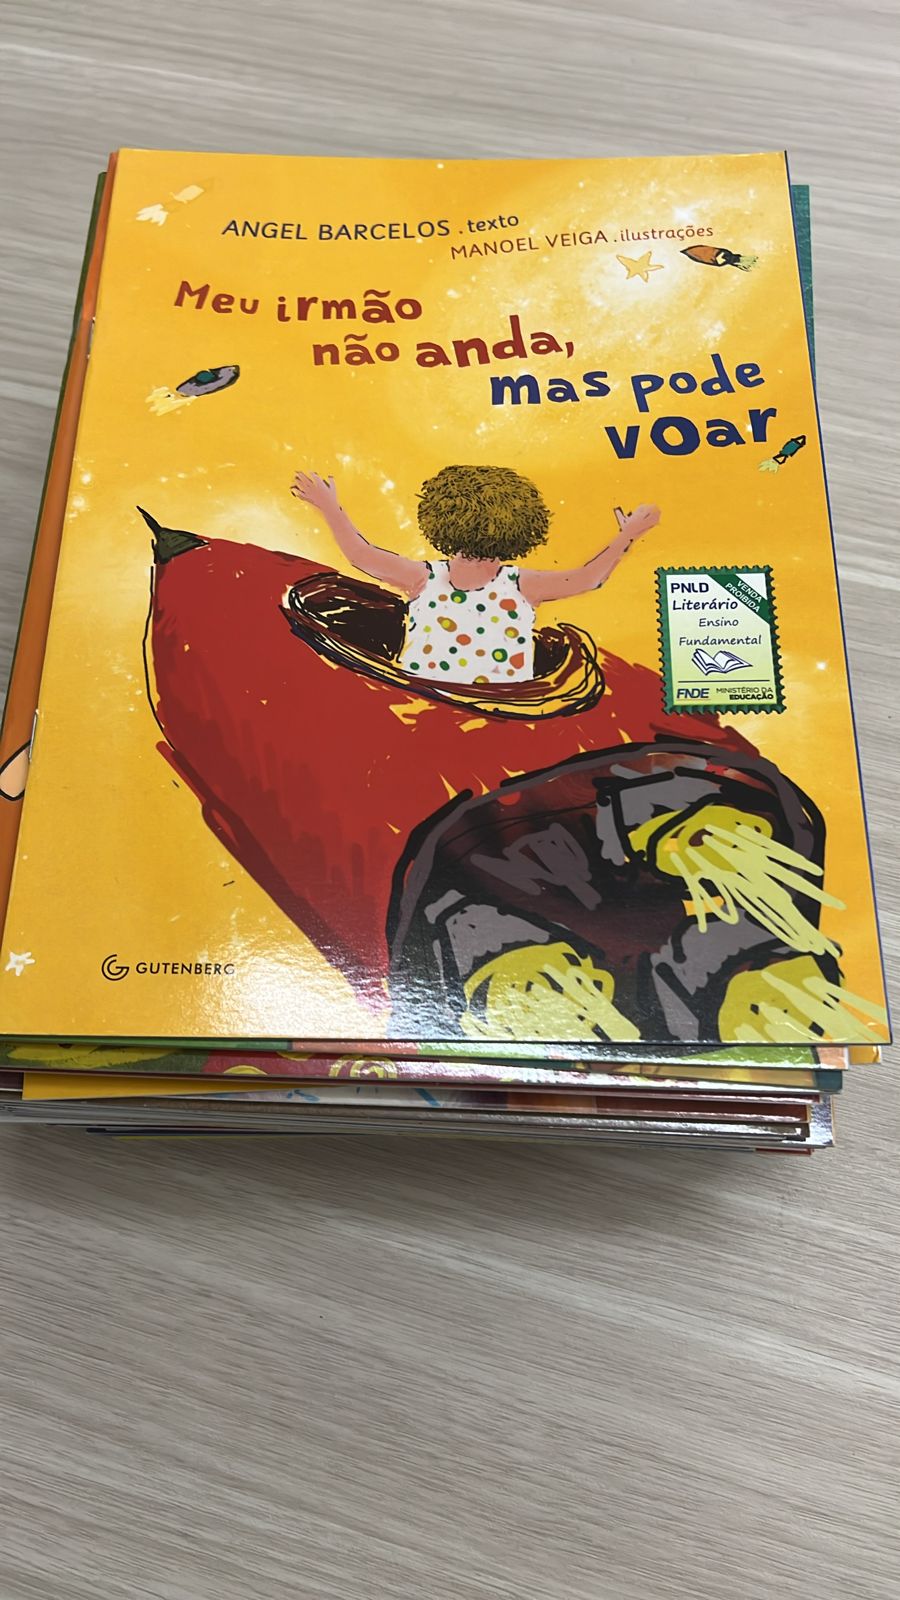 ANGEL BARCELOS .texto
MANOEL VEIGA .ilustrações
Meu irmão
não anda,
mas pode
voar
PNLD
VENDA
PROIBIDA
Literário
Ensino
Fundamental
FNDE
MINISTÉRIO DA
EDUCAÇÃO
GUTENBERG